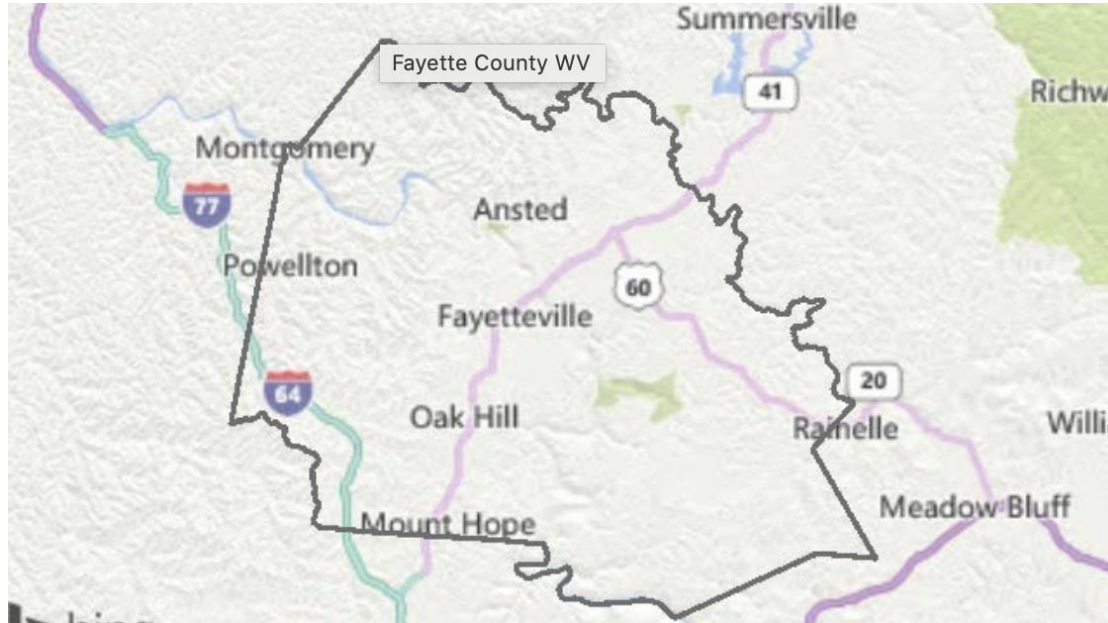 Summersville
Fayette County WV
41
Richw
Montgomery
77
Ansted
Powellton
60
Fayetteville
20
64
Oak Hill
Rainelle
Willi
Meadow Bluff
Mount Hope